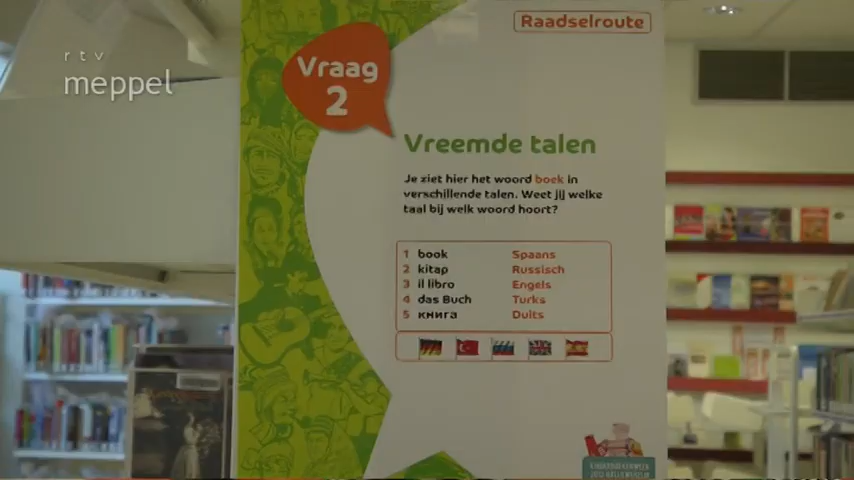 rtv
meppel
Raadselroute
Vraag
2
Vreemde talen
Je ziet hier het woord boek in
verschillende talen. Weet jij welke
taal bij welk woord hoort?
1 book Spaans
2 kitap Russisch
3 il libro Engels
4 das Buch Turks
5 книга Duits